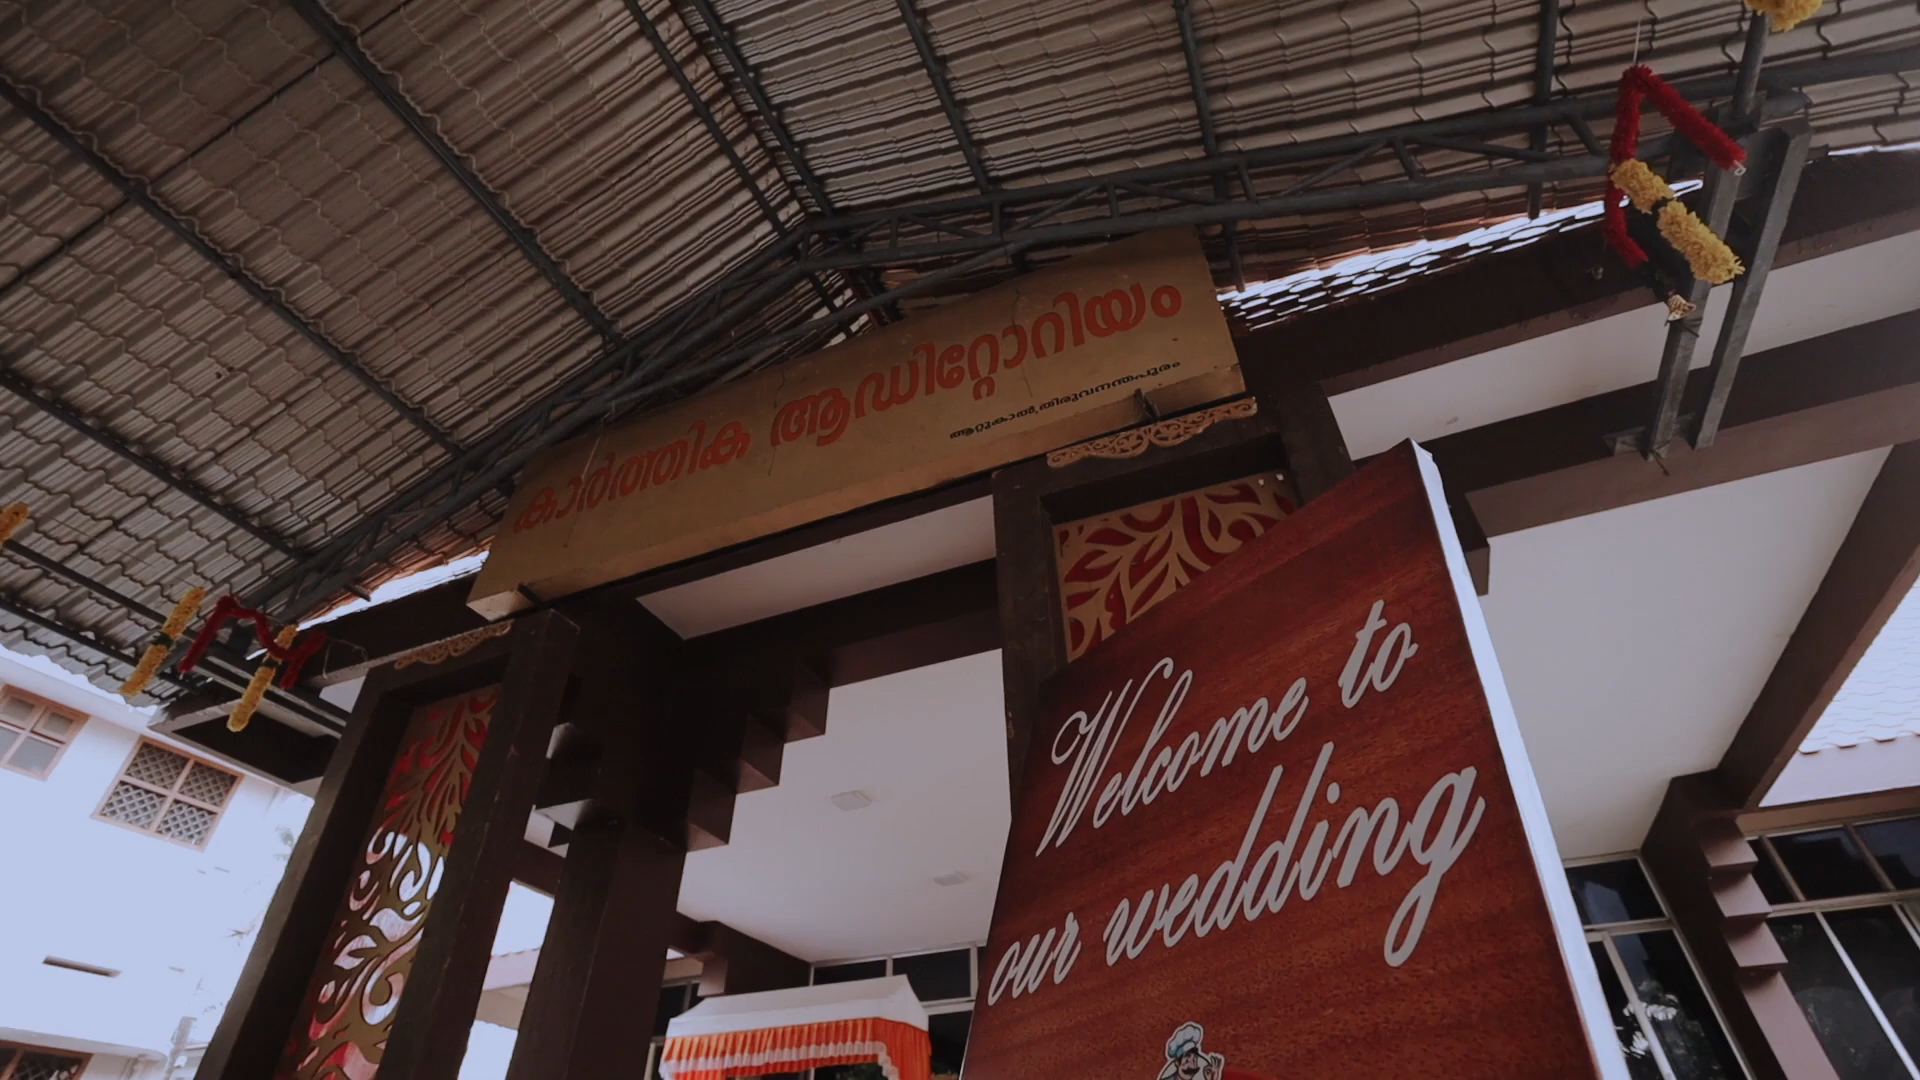 കാർത്തിക ആഡിറ്റോറിയം
ആറ്റുകാൽ, തിരുവനന്തപുരം
Welcome to
our wedding